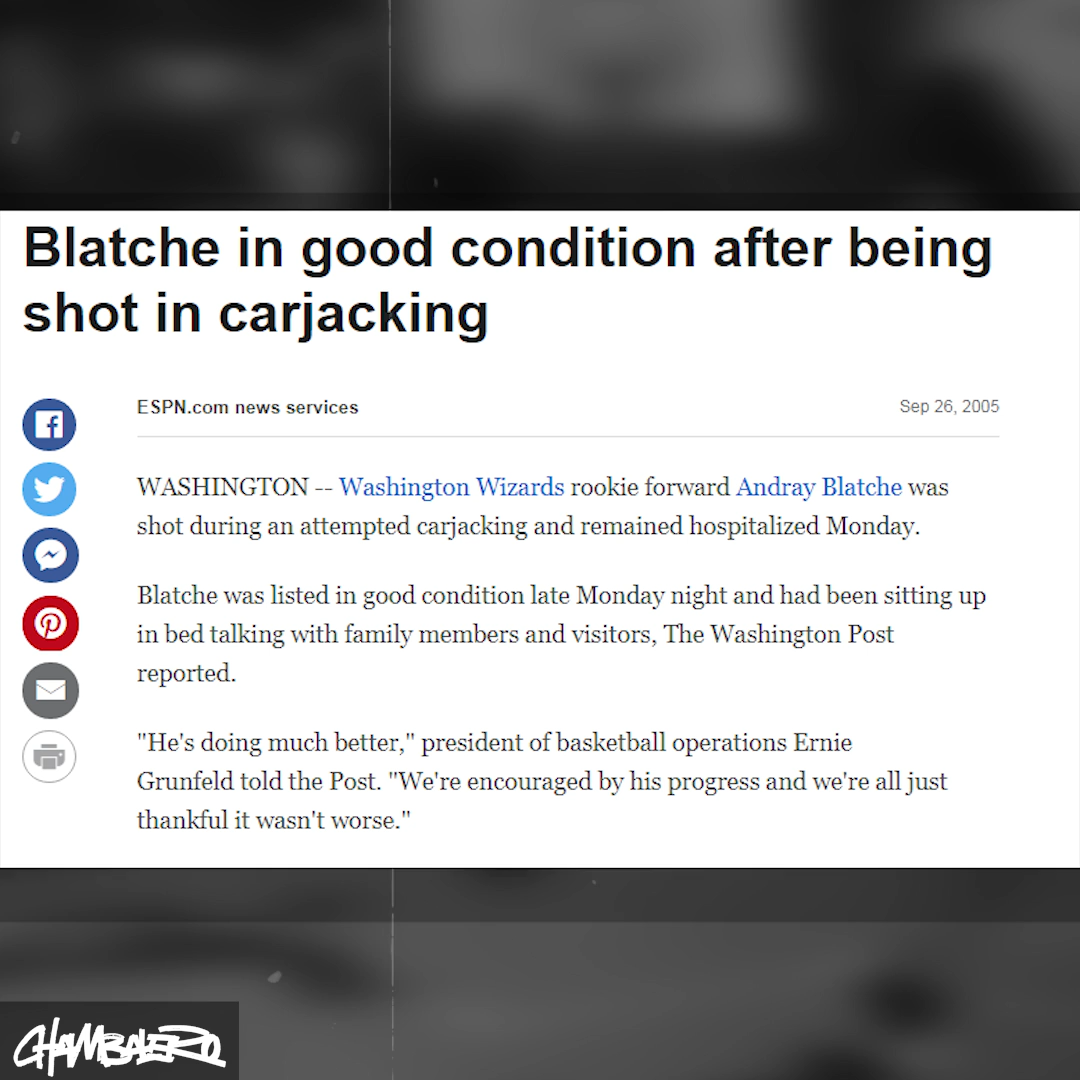 Blatche in good condition after being
shot in carjacking
ESPN.com news services
Sep 26, 2005
WASHINGTON -- Washington Wizards rookie forward Andray Blatche was
shot during an attempted carjacking and remained hospitalized Monday.
Blatche was listed in good condition late Monday night and had been sitting up
in bed talking with family members and visitors, The Washington Post
reported.
"He's doing much better," president of basketball operations Ernie
Grunfeld told the Post. "We're encouraged by his progress and we're all just
thankful it wasn't worse."
CHAMBALERO